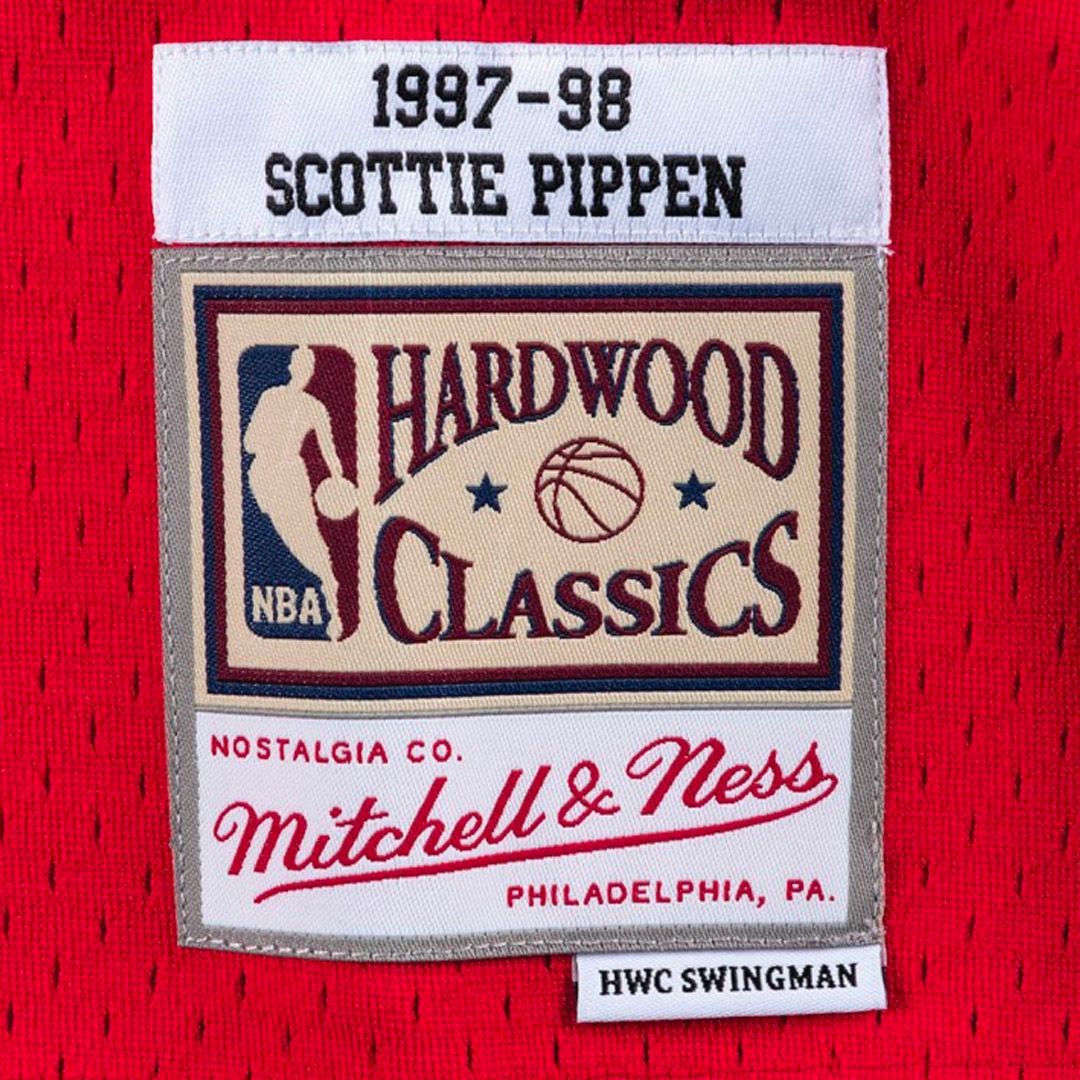 1997-98
SCOTTIE PIPPEN
HARDWOOD
CLASSICS
NBA
NOSTALGIA CO.
Mitchell & Ness
PHILADELPHIA, PA.
HWC SWINGMAN